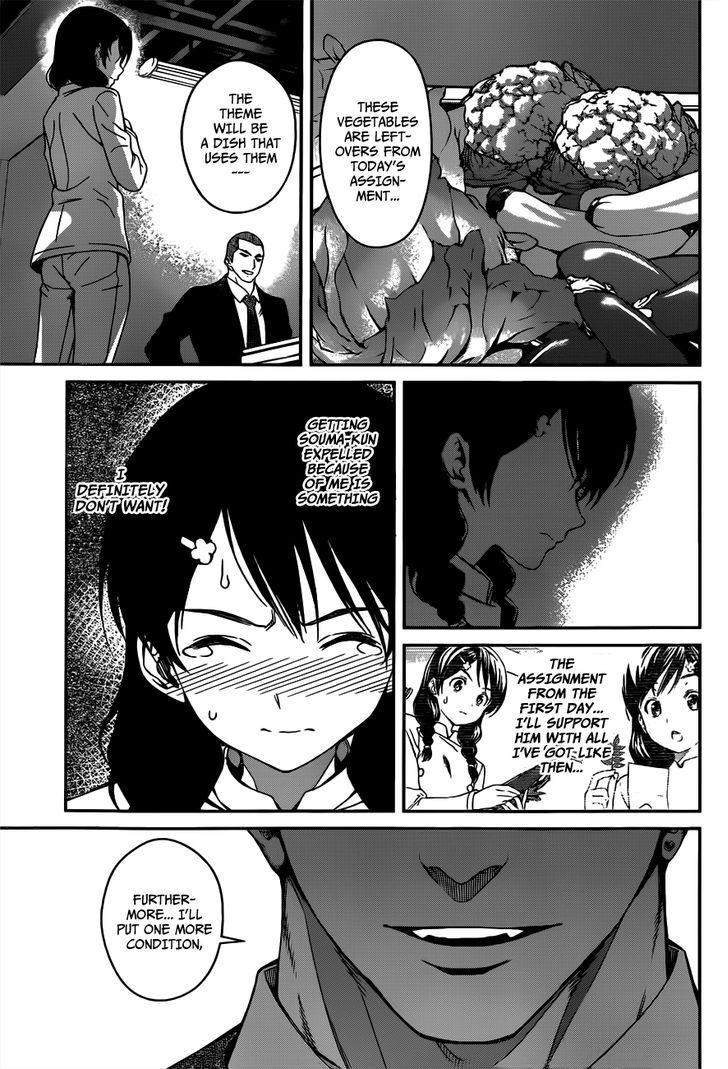 THESE
VEGETABLES
ARE LEFT-
OVERS FROM
TODAY'S
ASSIGN-
MENT...
THE
THEME
WILL BE
A DISH THAT
USES THEM
~~~
GETTING
SOUMA-KUN
EXPELLED
BECAUSE
OF ME IS
SOMETHING
I
DEFINITELY
DON'T WANT!
THE
ASSIGNMENT
FROM THE
FIRST DAY...
I'LL SUPPORT
HIM WITH ALL
I'VE GOT LIKE
THEN...
FURTHER-
MORE... I'LL
PUT ONE MORE
CONDITION,